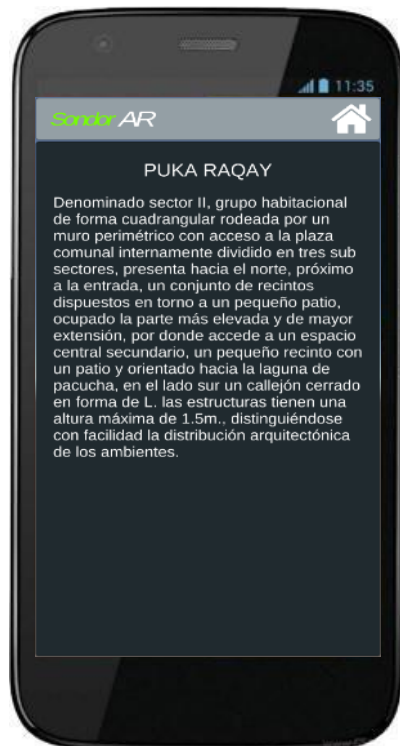 11:35
Sondor AR
PUKA RAQAY
Denominado sector II, grupo habitacional
de forma cuadrangular rodeada por un
muro perimétrico con acceso a la plaza
comunal internamente dividido en tres sub
sectores, presenta hacia el norte, próximo
a la entrada, un conjunto de recintos
dispuestos en torno a un pequeño patio,
ocupado la parte más elevada y de mayor
extensión, por donde accede a un espacio
central secundario, un pequeño recinto con
un patio y orientado hacia la laguna de
pacucha, en el lado sur un callejón cerrado
en forma de L. las estructuras tienen una
altura máxima de 1.5m., distinguiéndose
con facilidad la distribución arquitectónica
de los ambientes.